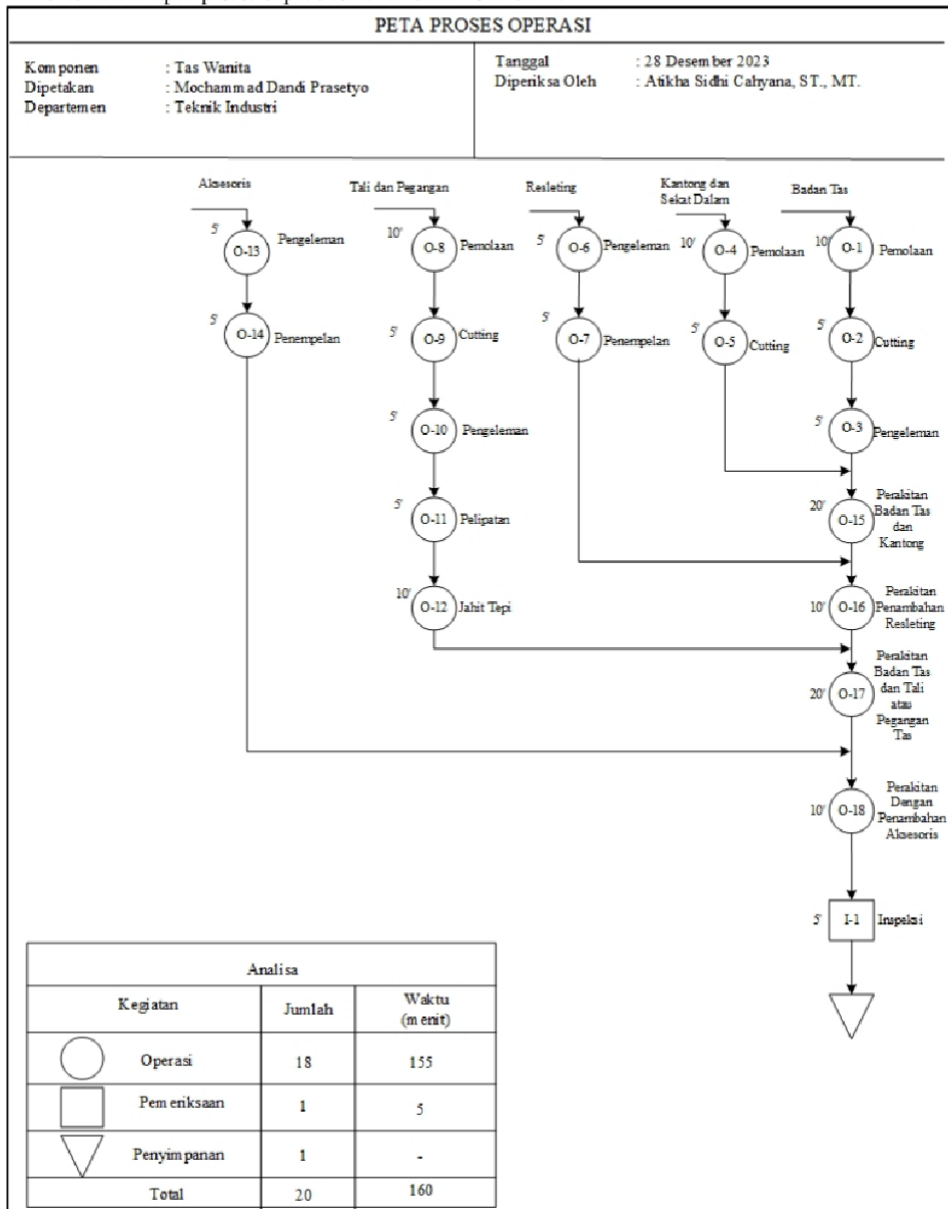 PETA PROSES OPERASI
Komponen : Tas Wanita
Dipetakan : Mochammad Dandi Prasetyo
Departemen : Teknik Industri
Tanggal : 28 Desember 2023
Diperiksa Oleh : Atikha Sidhi Cahyana, ST., MT.
Aksesoris
Tali dan Pegangan
Resleting
Kantong dan
Sekat Dalam
Badan Tas
5' O-13 Pengeleman
10' O-8 Pemolaan
5' O-6 Pengeleman
10' O-4 Pemolaan
10' O-1 Pemolaan
5' O-14 Penempelan
5' O-9 Cutting
5' O-7 Penempelan
5' O-5 Cutting
5' O-2 Cutting
5' O-10 Pengeleman
5' O-3 Pengeleman
5' O-11 Pelipatan
20' O-15
Perakitan
Badan Tas
dan
Kantong
10' O-12 Jahit Tepi
10' O-16
Perakitan
Penambahan
Resleting
20' O-17
Perakitan
Badan Tas
dan Tali
atas
Pegangan
Tas
10' O-18
Perakitan
Dengan
Penambahan
Aksesoris
5' I-1 Inspeksi
Analisa
Kegiatan Jumlah Waktu
(menit)
Operasi 18 155
Pemeriksaan 1 5
Penyimpanan 1 -
Total 20 160